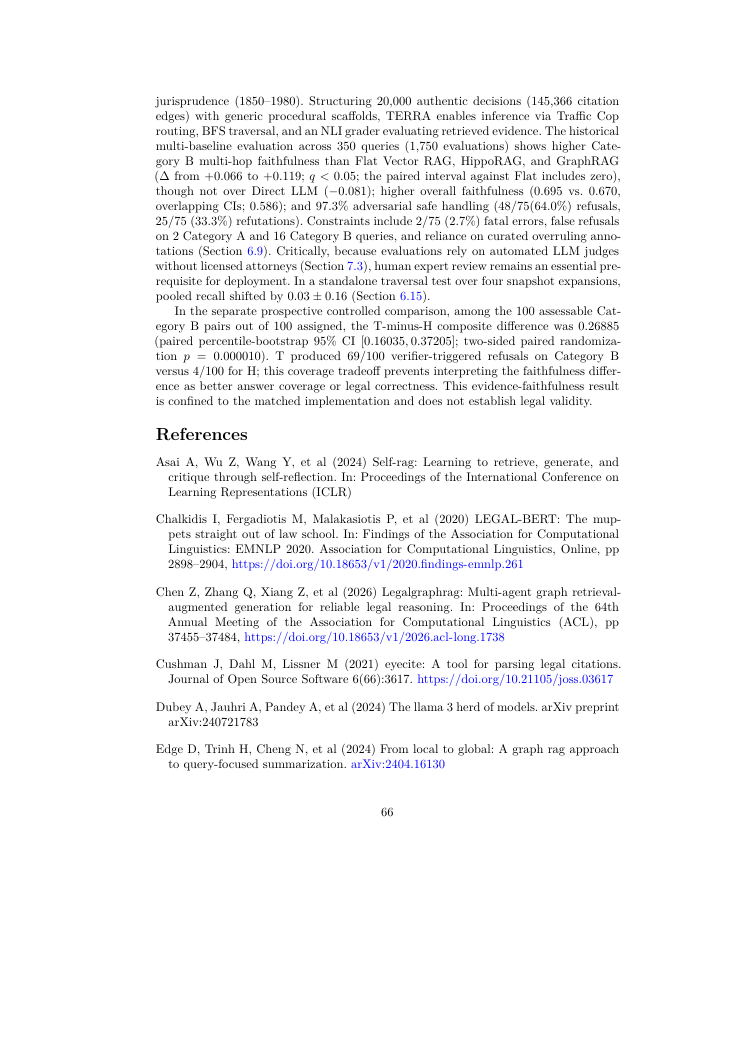 jurisprudence (1850–1980). Structuring 20,000 authentic decisions (145,366 citation
edges) with generic procedural scaffolds, TERRA enables inference via Traffic Cop
routing, BFS traversal, and an NLI grader evaluating retrieved evidence. The historical
multi-baseline evaluation across 350 queries (1,750 evaluations) shows higher Cate-
gory B multi-hop faithfulness than Flat Vector RAG, HippoRAG, and GraphRAG
(Δ from +0.066 to +0.119; q < 0.05; the paired interval against Flat includes zero),
though not over Direct LLM (−0.081); higher overall faithfulness (0.695 vs. 0.670,
overlapping CIs; 0.586); and 97.3% adversarial safe handling (48/75(64.0%) refusals,
25/75 (33.3%) refutations). Constraints include 2/75 (2.7%) fatal errors, false refusals
on 2 Category A and 16 Category B queries, and reliance on curated overruling anno-
tations (Section 6.9). Critically, because evaluations rely on automated LLM judges
without licensed attorneys (Section 7.3), human expert review remains an essential pre-
requisite for deployment. In a standalone traversal test over four snapshot expansions,
pooled recall shifted by 0.03 ± 0.16 (Section 6.15).
In the separate prospective controlled comparison, among the 100 assessable Cat-
egory B pairs out of 100 assigned, the T-minus-H composite difference was 0.26885
(paired percentile-bootstrap 95% CI [0.16035, 0.37205]; two-sided paired randomiza-
tion p = 0.000010). T produced 69/100 verifier-triggered refusals on Category B
versus 4/100 for H; this coverage tradeoff prevents interpreting the faithfulness differ-
ence as better answer coverage or legal correctness. This evidence-faithfulness result
is confined to the matched implementation and does not establish legal validity.
References
Asai A, Wu Z, Wang Y, et al (2024) Self-rag: Learning to retrieve, generate, and
critique through self-reflection. In: Proceedings of the International Conference on
Learning Representations (ICLR)
Chalkidis I, Fergadiotis M, Malakasiotis P, et al (2020) LEGAL-BERT: The mup-
pets straight out of law school. In: Findings of the Association for Computational
Linguistics: EMNLP 2020. Association for Computational Linguistics, Online, pp
2898–2904, https://doi.org/10.18653/v1/2020.findings-emnlp.261
Chen Z, Zhang Q, Xiang Z, et al (2026) Legalgraphrag: Multi-agent graph retrieval-
augmented generation for reliable legal reasoning. In: Proceedings of the 64th
Annual Meeting of the Association for Computational Linguistics (ACL), pp
37455–37484, https://doi.org/10.18653/v1/2026.acl-long.1738
Cushman J, Dahl M, Lissner M (2021) eyecite: A tool for parsing legal citations.
Journal of Open Source Software 6(66):3617. https://doi.org/10.21105/joss.03617
Dubey A, Jauhri A, Pandey A, et al (2024) The llama 3 herd of models. arXiv preprint
arXiv:240721783
Edge D, Trinh H, Cheng N, et al (2024) From local to global: A graph rag approach
to query-focused summarization. arXiv:2404.16130
66